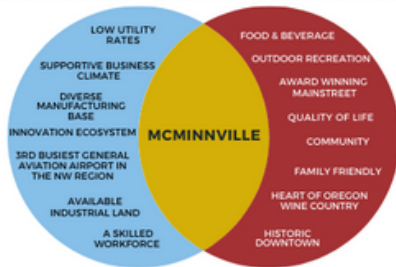 LOW UTILITY
RATES
SUPPORTIVE BUSINESS
CLIMATE
DIVERSE
MANUFACTURING
BASE
INNOVATION ECOSYSTEM
3RD BUSIEST GENERAL
AVIATION AIRPORT IN
THE NW REGION
AVAILABLE
INDUSTRIAL LAND
A SKILLED
WORKFORCE
MCMINNVILLE
FOOD & BEVERAGE
OUTDOOR RECREATION
AWARD WINNING
MAINSTREET
QUALITY OF LIFE
COMMUNITY
FAMILY FRIENDLY
HEART OF OREGON
WINE COUNTRY
HISTORIC
DOWNTOWN